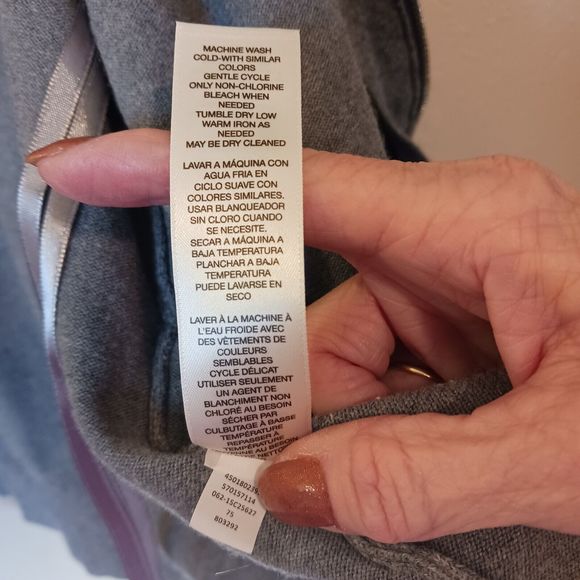 MACHINE WASH
COLD-WITH SIMILAR
COLORS
GENTLE CYCLE
ONLY NON-CHLORINE
BLEACH WHEN
NEEDED
TUMBLE DRY LOW
WARM IRON AS
NEEDED
MAY BE DRY CLEANED
LAVAR A MÁQUINA CON
AGUA FRIA EN
CICLO SUAVE CON
COLORES SIMILARES.
USAR BLANQUEADOR
SIN CLORO CUANDO
SE NECESITE.
SECAR A MÁQUINA A
BAJA TEMPERATURA
PLANCHAR A BAJA
TEMPERATURA
PUEDE LAVARSE EN
SECO
LAVER À LA MACHINE À
L'EAU FROIDE AVEC
DES VÊTEMENTS DE
COULEURS
SEMBLABLES
CYCLE DÉLICAT
UTILISER SEULEMENT
UN AGENT DE
BLANCHIMENT NON
CHLORÉ AU BESOIN
SÉCHER PAR
CULBUTAGE À BASSE
TEMPÉRATURE
REPASSER À
AU BESOIN
570157114
062-15C25627
75
803292